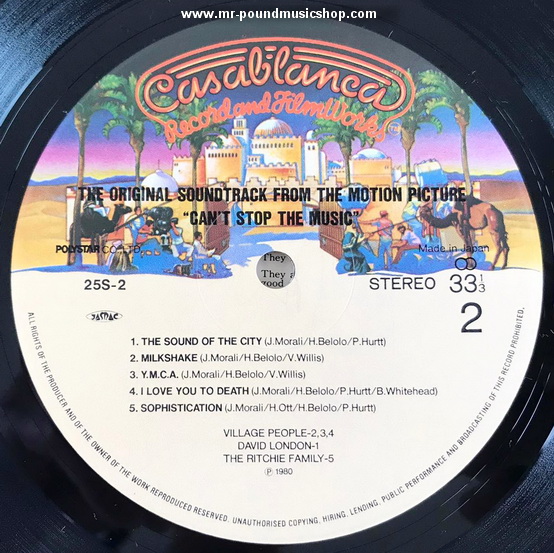 www.mr-poundmusicshop.com
Casablanca
Record and FilmWorks
THE ORIGINAL SOUNDTRACK FROM THE MOTION PICTURE
"CAN'T STOP THE MUSIC"
POLYSTAR CO., LTD.
Made in Japan
They
They a
good
25S-2
STEREO 33 1/3
JASRAC
2
1. THE SOUND OF THE CITY (J.Morali/H.Belolo/P.Hurtt)
2. MILKSHAKE (J.Morali/H.Belolo/V.Willis)
3. Y.M.C.A. (J.Morali/H.Belolo/V.Willis)
4. I LOVE YOU TO DEATH (J.Morali/H.Belolo/P.Hurtt/B.Whitehead)
5. SOPHISTICATION (J.Morali/H.Ott/H.Belolo/P.Hurtt)
VILLAGE PEOPLE-2,3,4
DAVID LONDON-1
THE RITCHIE FAMILY-5
Ⓟ 1980
ALL RIGHTS OF THE PRODUCER AND OF THE OWNER OF THE WORK REPRODUCED RESERVED. UNAUTHORISED COPYING, HIRING, LENDING, PUBLIC PERFORMANCE AND BROADCASTING OF THIS RECORD PROHIBITED.